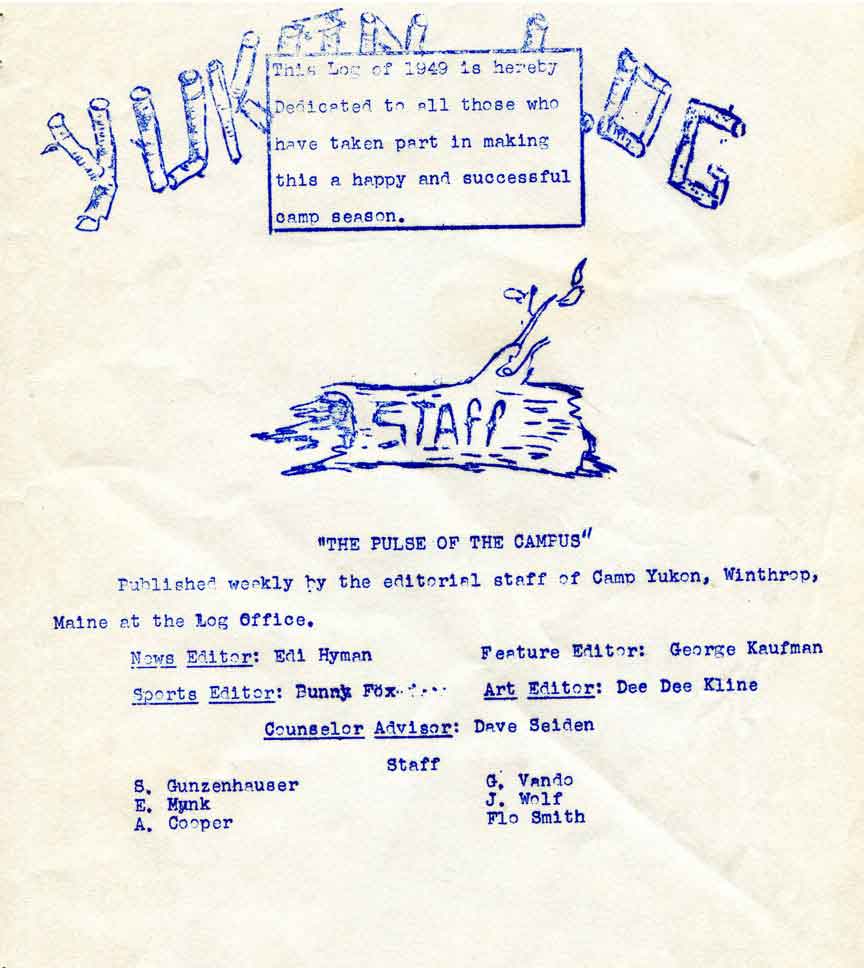 YUKON LOG
This Log of 1949 is hereby
Dedicated to all those who
have taken part in making
this a happy and successful
camp season.
STAFF
"THE PULSE OF THE CAMPUS"
Published weekly by the editorial staff of Camp Yukon, Winthrop,
Maine at the Log Office.
News Editor: Edi Hyman Feature Editor: George Kaufman
Sports Editor: Bunny Fox Art Editor: Dee Dee Kline
Counselor Advisor: Dave Seiden
Staff
S. Gunzenhauser G. Vando
E. Mynk J. Wolf
A. Cooper Flo Smith